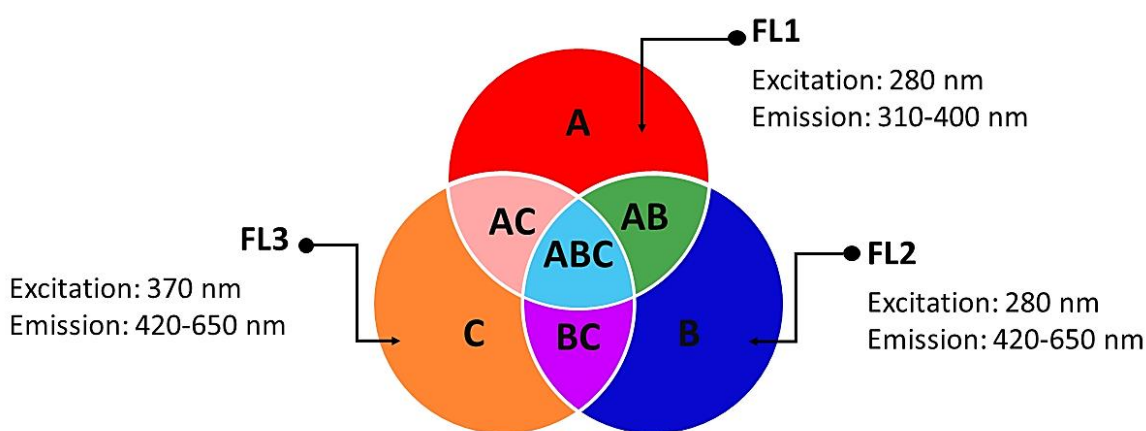 FL1
Excitation: 280 nm
Emission: 310-400 nm
A
AC
AB
ABC
FL3
Excitation: 370 nm
Emission: 420-650 nm
FL2
Excitation: 280 nm
Emission: 420-650 nm
C
BC
B